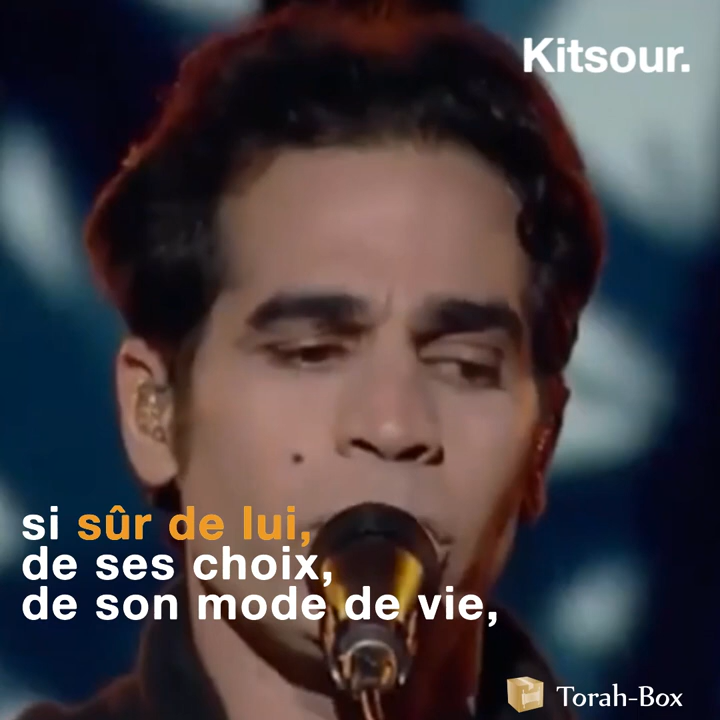 Kitsour.
si sûr de lui,
de ses choix,
de son mode de vie,
Torah-Box